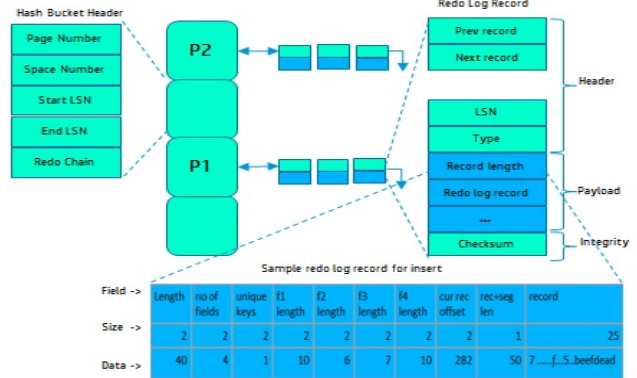 Hash Bucket Header
Page Number
Space Number
Start LSN
End LSN
Redo Chain
P2
P1
Redo Log Record
Prev record
Next record
LSN
Type
Record length
Redo log record
...
Checksum
Header
Payload
Integrity
Sample redo log record for insert
Field -> Length no of fields unique keys f1 length f2 length f3 length f4 length cur rec offset rec+seg len record
Size -> 2 2 2 2 2 2 2 2 1 25
Data -> 40 4 1 10 6 7 10 282 50 7 ......ƒ...5..beefdead